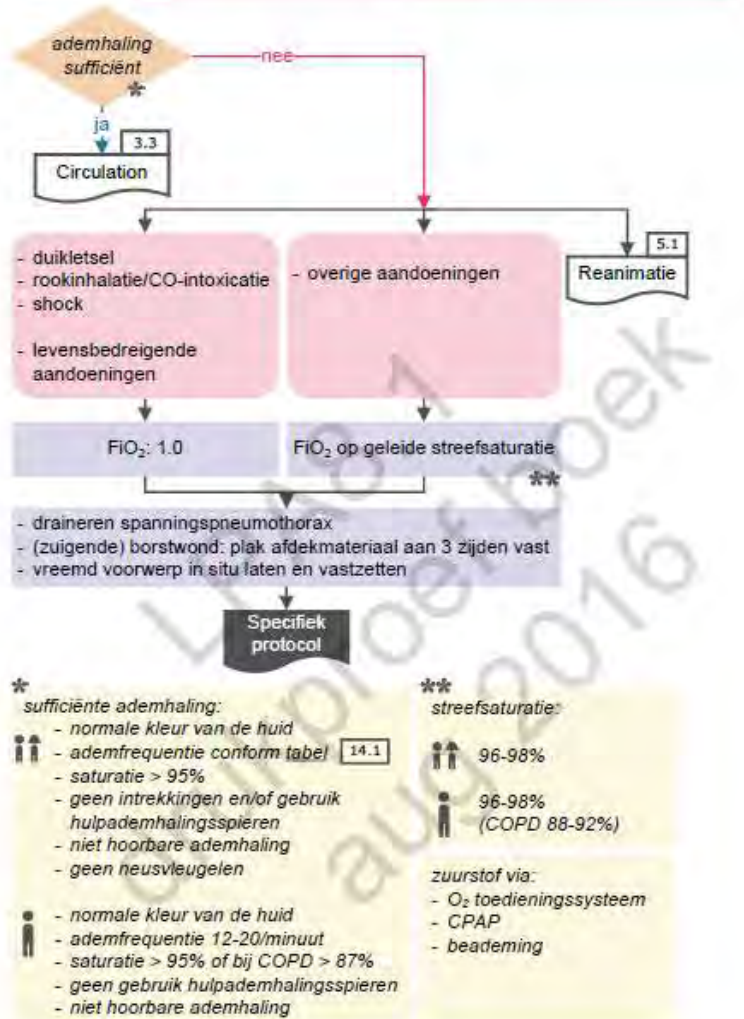 ademhaling
sufficiënt
*
nee
ja
3.3
Circulation
- duikletsel
- rookinhalatie/CO-intoxicatie
- shock
- levensbedreigende
aandoeningen
- overige aandoeningen
5.1
Reanimatie
FiO₂: 1.0
FiO₂ op geleide streefsaturatie
**
- draineren spanningspneumothorax
- (zuigende) borstwond: plak afdekmateriaal aan 3 zijden vast
- vreemd voorwerp in situ laten en vastzetten
Specifiek
protocol
*
sufficiënte ademhaling:
- normale kleur van de huid
- ademfrequentie conform tabel 14.1
- saturatie > 95%
- geen intrekkingen en/of gebruik
hulpademhalingsspieren
- niet hoorbare ademhaling
- geen neusvleugelen
- normale kleur van de huid
- ademfrequentie 12-20/minuut
- saturatie > 95% of bij COPD > 87%
- geen gebruik hulpademhalingsspieren
- niet hoorbare ademhaling
**
streefsaturatie:
96-98%
96-98%
(COPD 88-92%)
zuurstof via:
- O₂ toedieningssysteem
- CPAP
- beademing
aug 2016